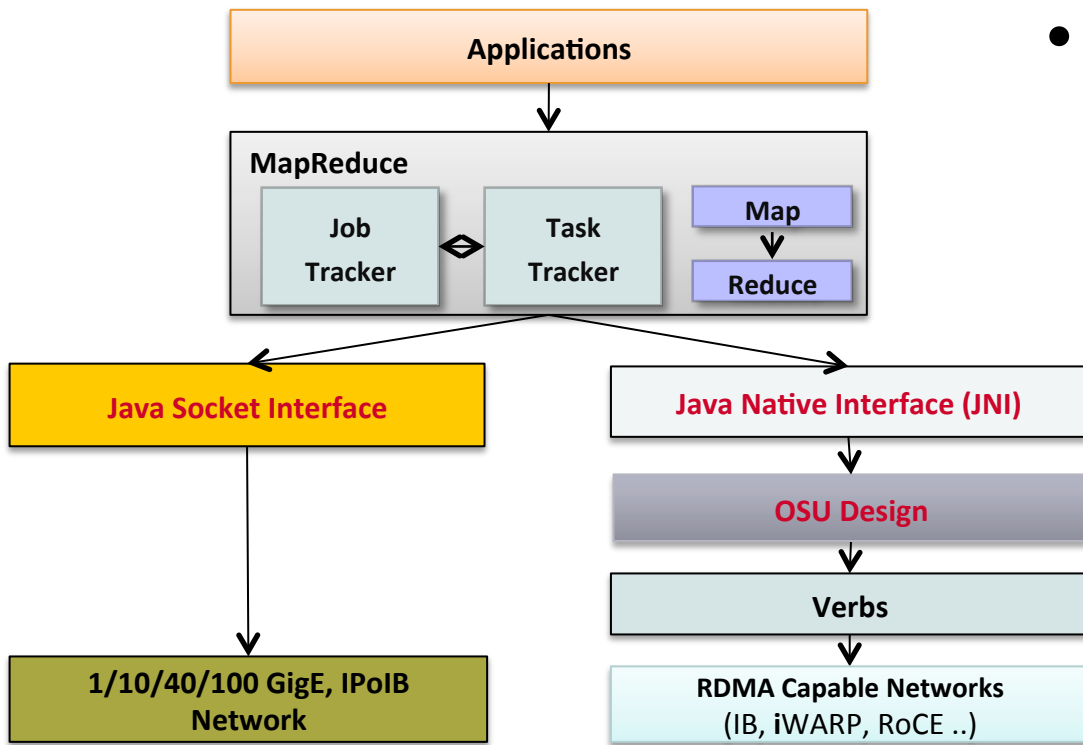 Applications
•
MapReduce
Job
Tracker
Task
Tracker
Map
Reduce
Java Socket Interface
Java Native Interface (JNI)
OSU Design
Verbs
1/10/40/100 GigE, IPoIB
Network
RDMA Capable Networks
(IB, iWARP, RoCE ..)